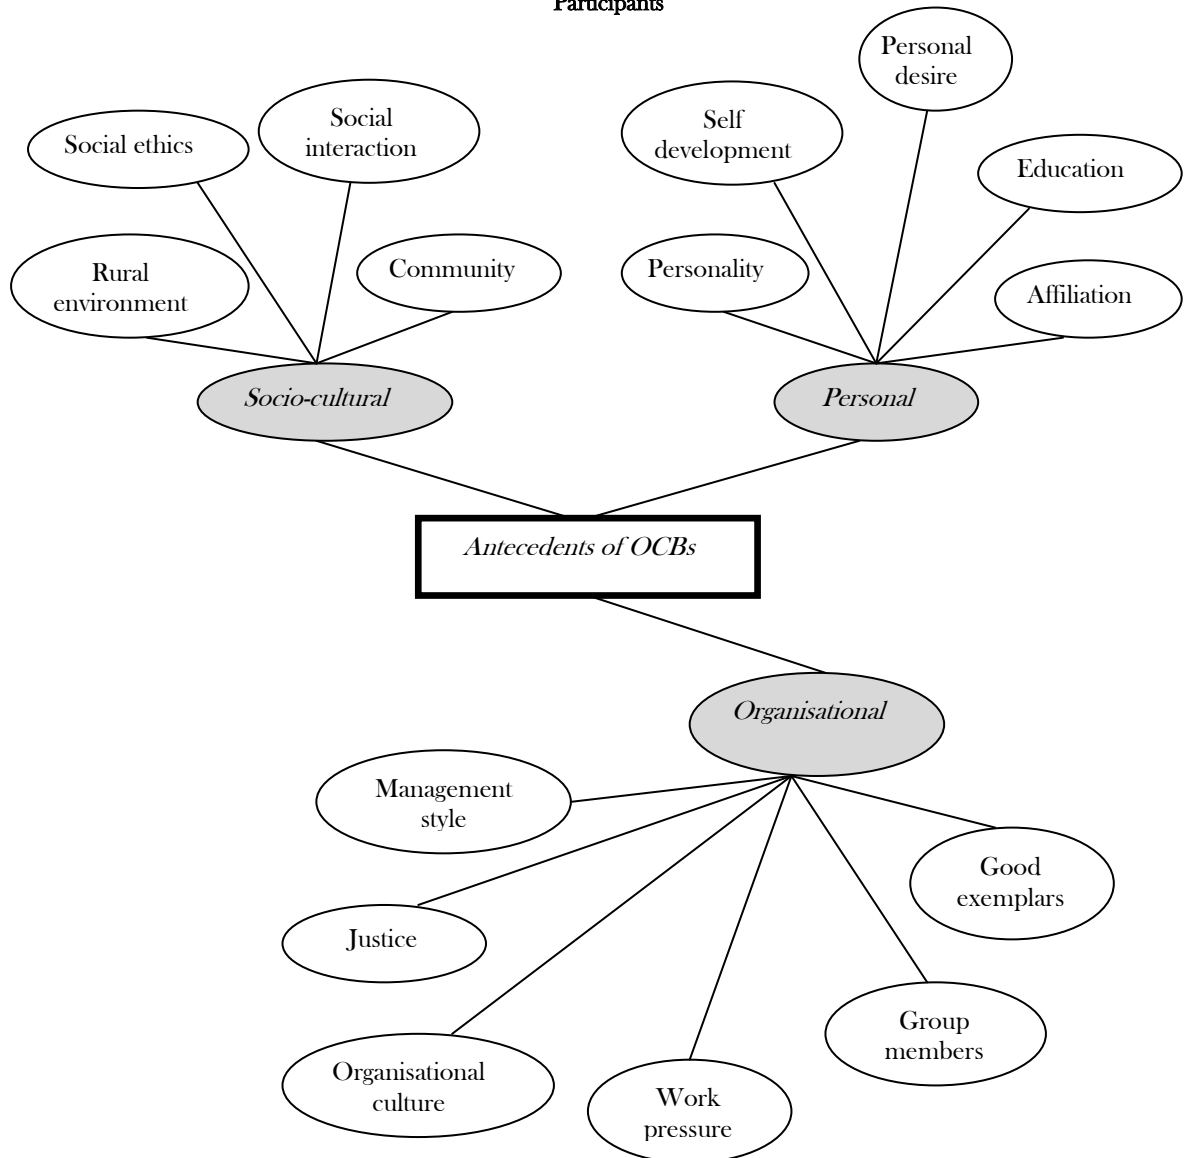 Participants
Personal
desire
Social
interaction
Self
development
Social ethics
Education
Rural
environment
Community
Personality
Affiliation
Socio-cultural
Personal
Antecedents of OCBs
Organisational
Management
style
Good
exemplars
Justice
Group
members
Organisational
culture
Work
pressure